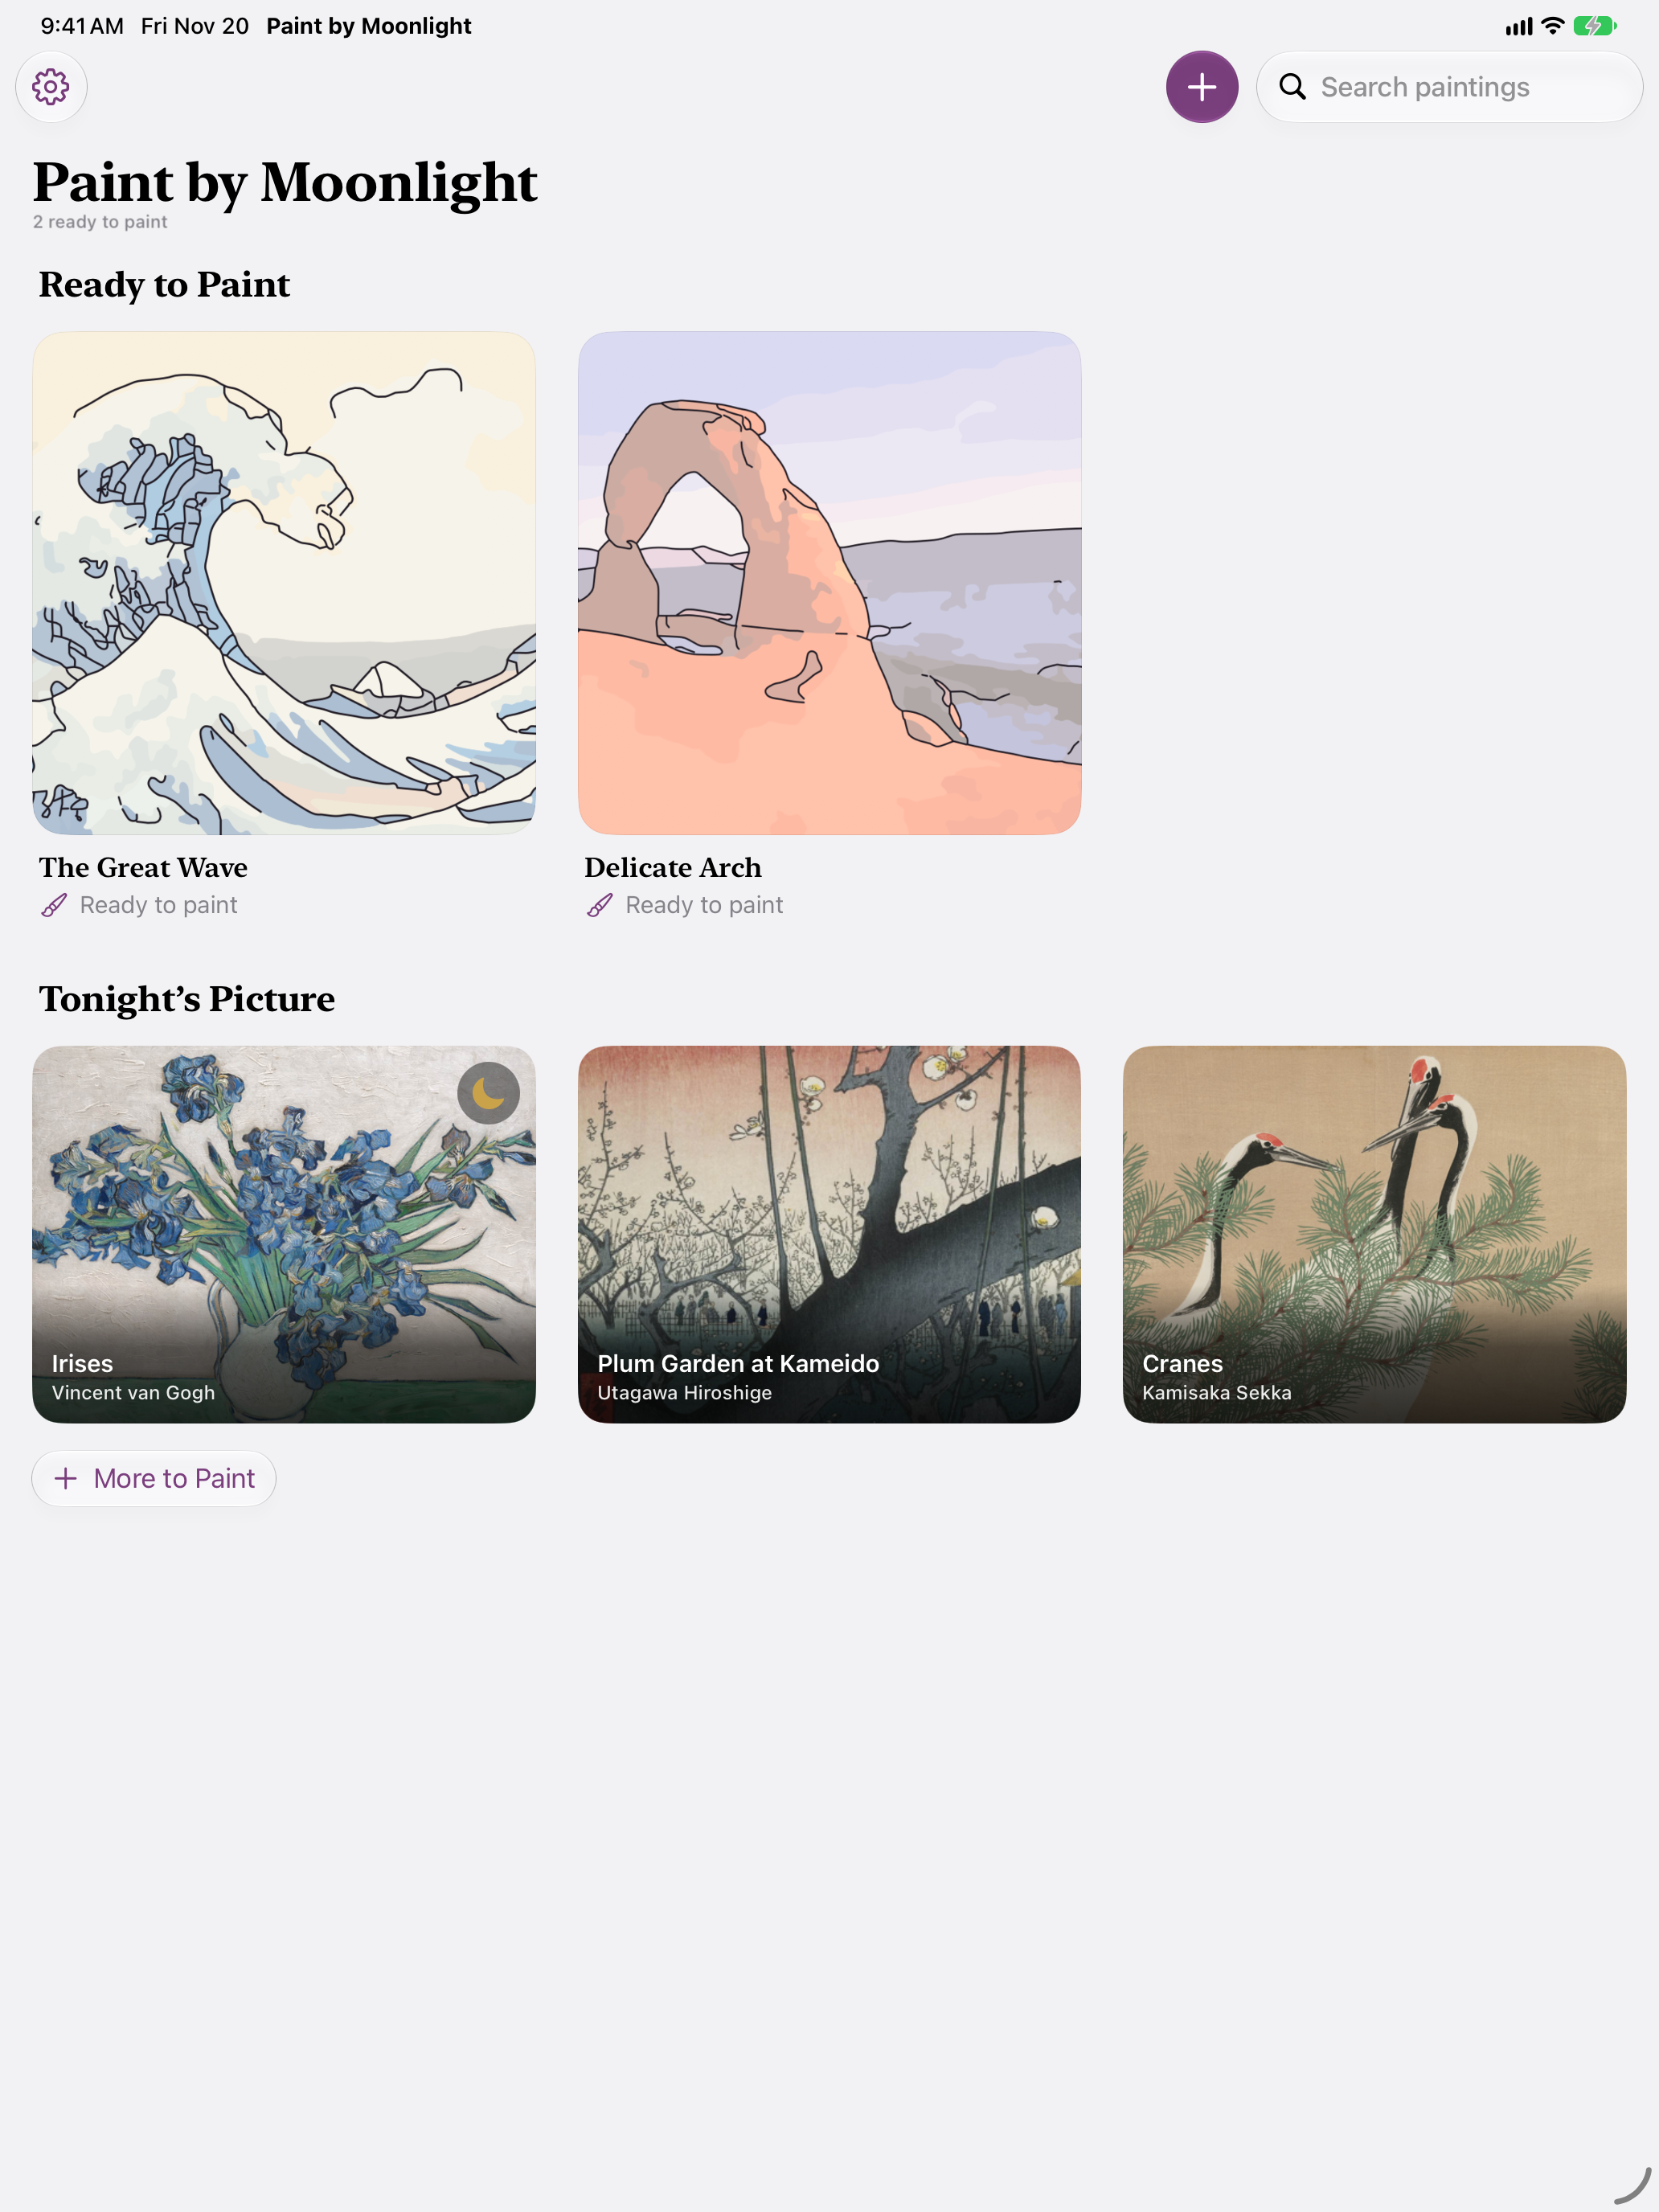 9:41 AM Fri Nov 20 Paint by Moonlight
Search paintings
Paint by Moonlight
2 ready to paint
Ready to Paint
The Great Wave
Ready to paint
Delicate Arch
Ready to paint
Tonight’s Picture
Irises
Vincent van Gogh
Plum Garden at Kameido
Utagawa Hiroshige
Cranes
Kamisaka Sekka
More to Paint